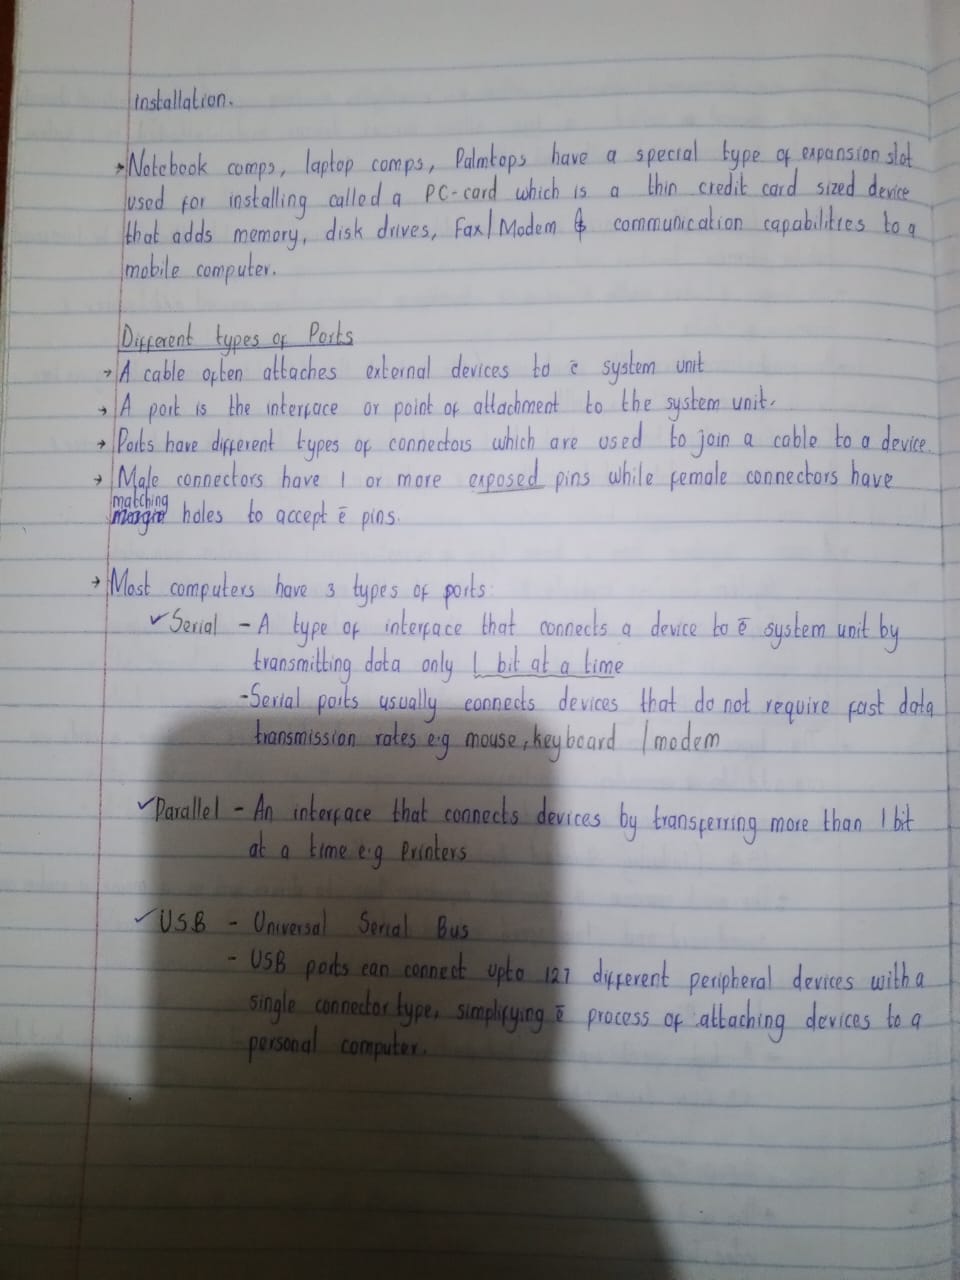 installation.
→ Notebook comps, laptop comps, Palmtops have a special type of expansion slot
used for installing called a PC-card which is a thin credit card sized device
that adds memory, disk drives, Fax/Modem & communication capabilities to a
mobile computer.
Different types of Ports
→ A cable often attaches external devices to ē system unit
→ A port is the interface or point of attachment to the system unit.
→ Ports have different types of connectors which are used to join a cable to a device.
→ Male connectors have 1 or more exposed pins while female connectors have
matching
holes to accept ē pins.
→ Most computers have 3 types of ports:
✓ Serial - A type of interface that connects a device to ē system unit by
transmitting data only 1 bit at a time
- Serial ports usually connects devices that do not require fast data
transmission rates e.g mouse, keyboard / modem
✓ Parallel - An interface that connects devices by transferring more than 1 bit
at a time e.g Printers
✓ USB - Universal Serial Bus
- USB ports can connect upto 127 different peripheral devices with a
single connector type, simplifying ē process of attaching devices to a
personal computer.